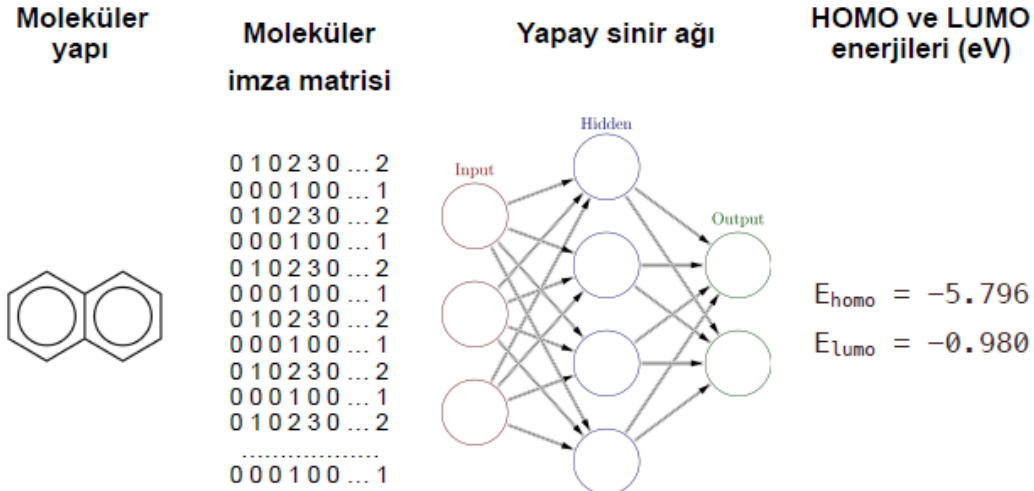 Moleküler
yapı
Moleküler
imza matrisi
Yapay sinir ağı
HOMO ve LUMO
enerjileri (eV)
0 1 0 2 3 0 ... 2
0 0 0 1 0 0 ... 1
0 1 0 2 3 0 ... 2
0 0 0 1 0 0 ... 1
0 1 0 2 3 0 ... 2
0 0 0 1 0 0 ... 1
0 1 0 2 3 0 ... 2
0 0 0 1 0 0 ... 1
0 1 0 2 3 0 ... 2
0 0 0 1 0 0 ... 1
0 1 0 2 3 0 ... 2
..................
0 0 0 1 0 0 ... 1
Input
Hidden
Output
E_homo = −5.796
E_lumo = −0.980